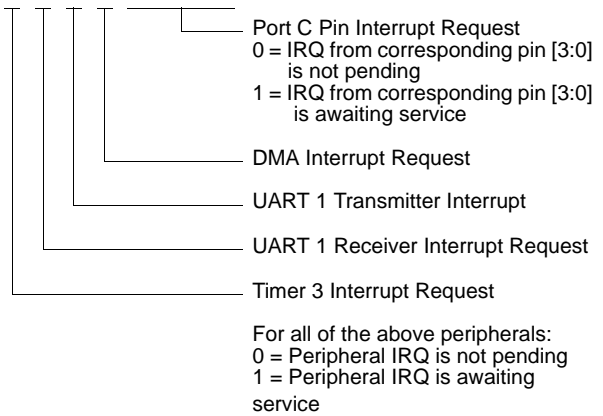 Port C Pin Interrupt Request
0 = IRQ from corresponding pin [3:0]
is not pending
1 = IRQ from corresponding pin [3:0]
is awaiting service
DMA Interrupt Request
UART 1 Transmitter Interrupt
UART 1 Receiver Interrupt Request
Timer 3 Interrupt Request
For all of the above peripherals:
0 = Peripheral IRQ is not pending
1 = Peripheral IRQ is awaiting
service